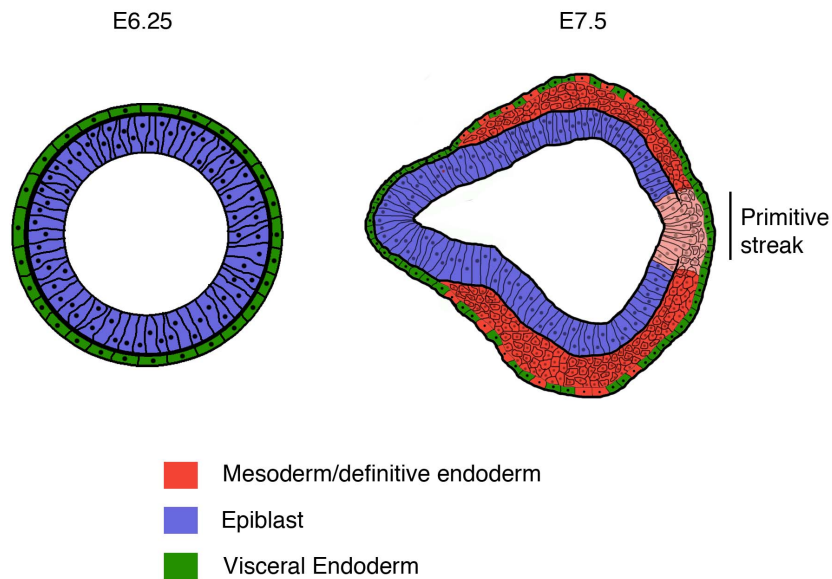 E6.25
E7.5
Primitive
streak
Mesoderm/definitive endoderm
Epiblast
Visceral Endoderm